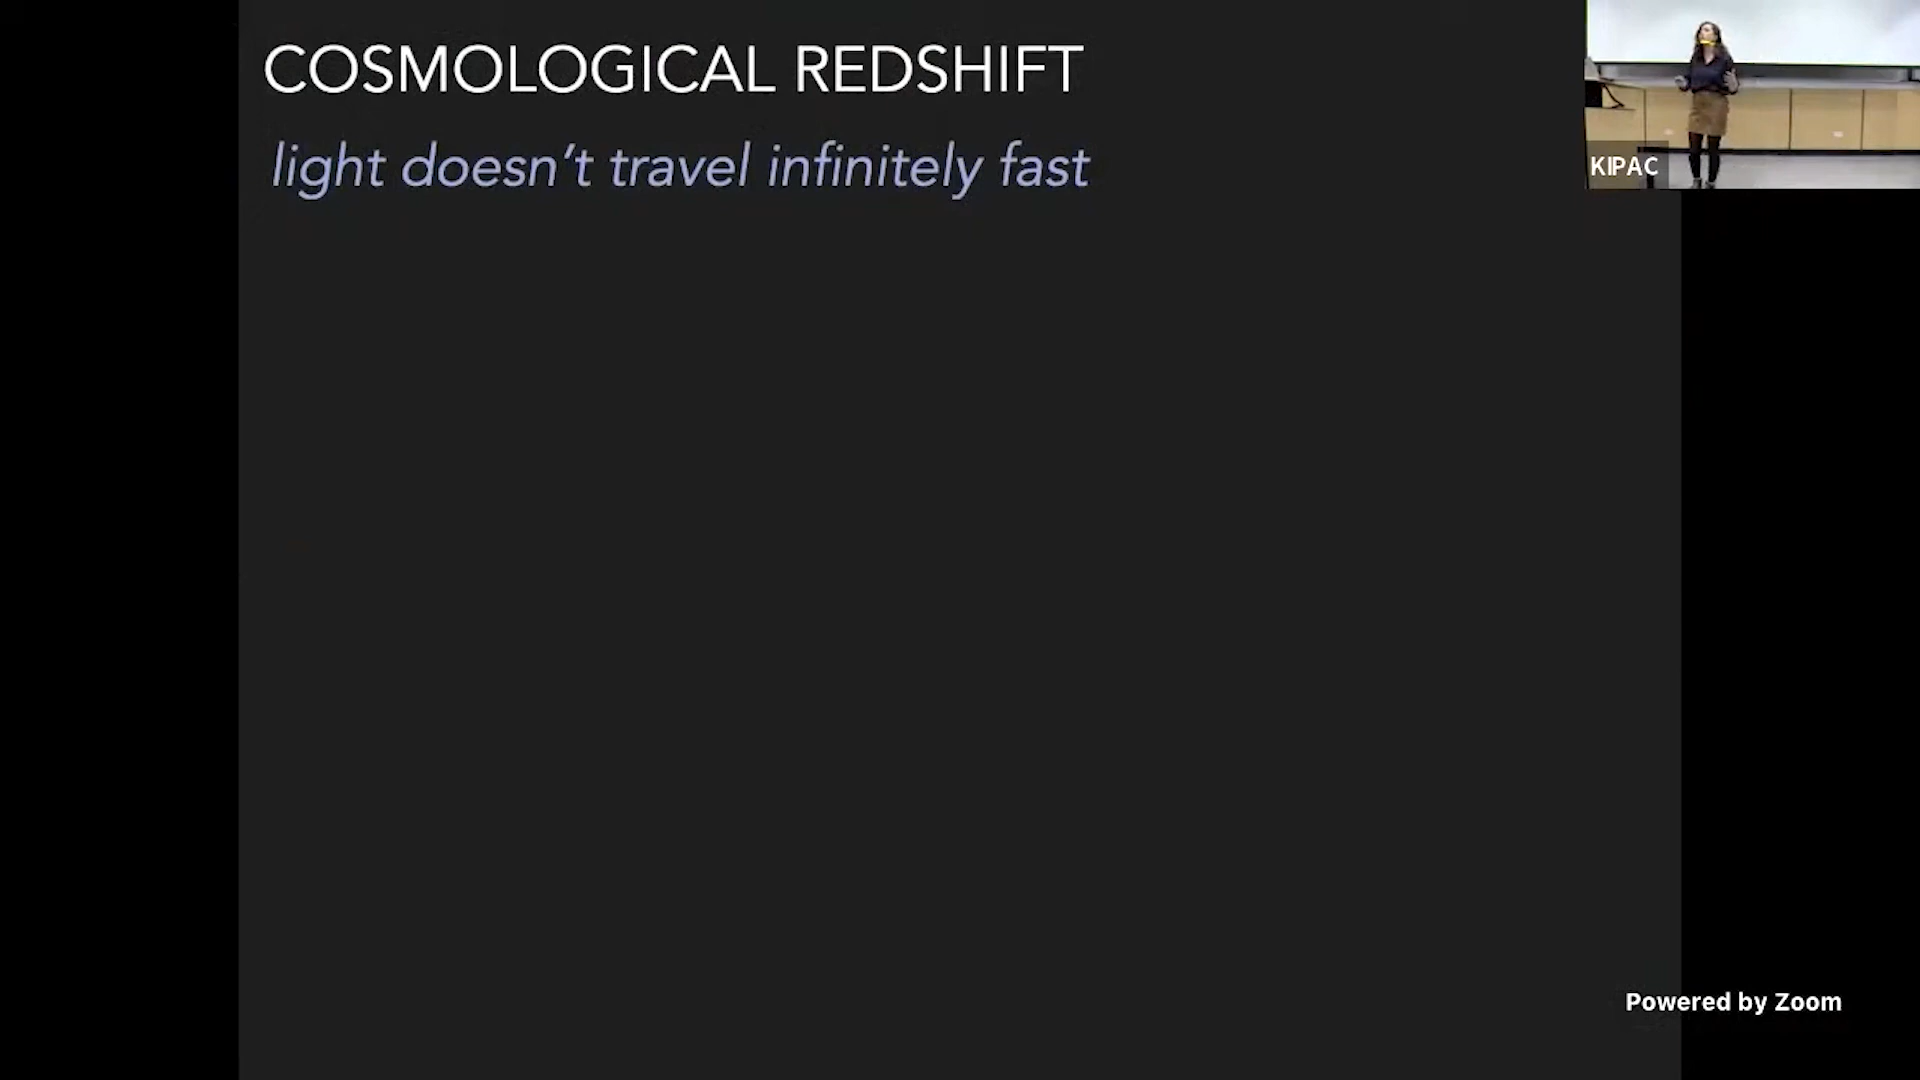 COSMOLOGICAL REDSHIFT
light doesn't travel infinitely fast
KIPAC
Powered by Zoom